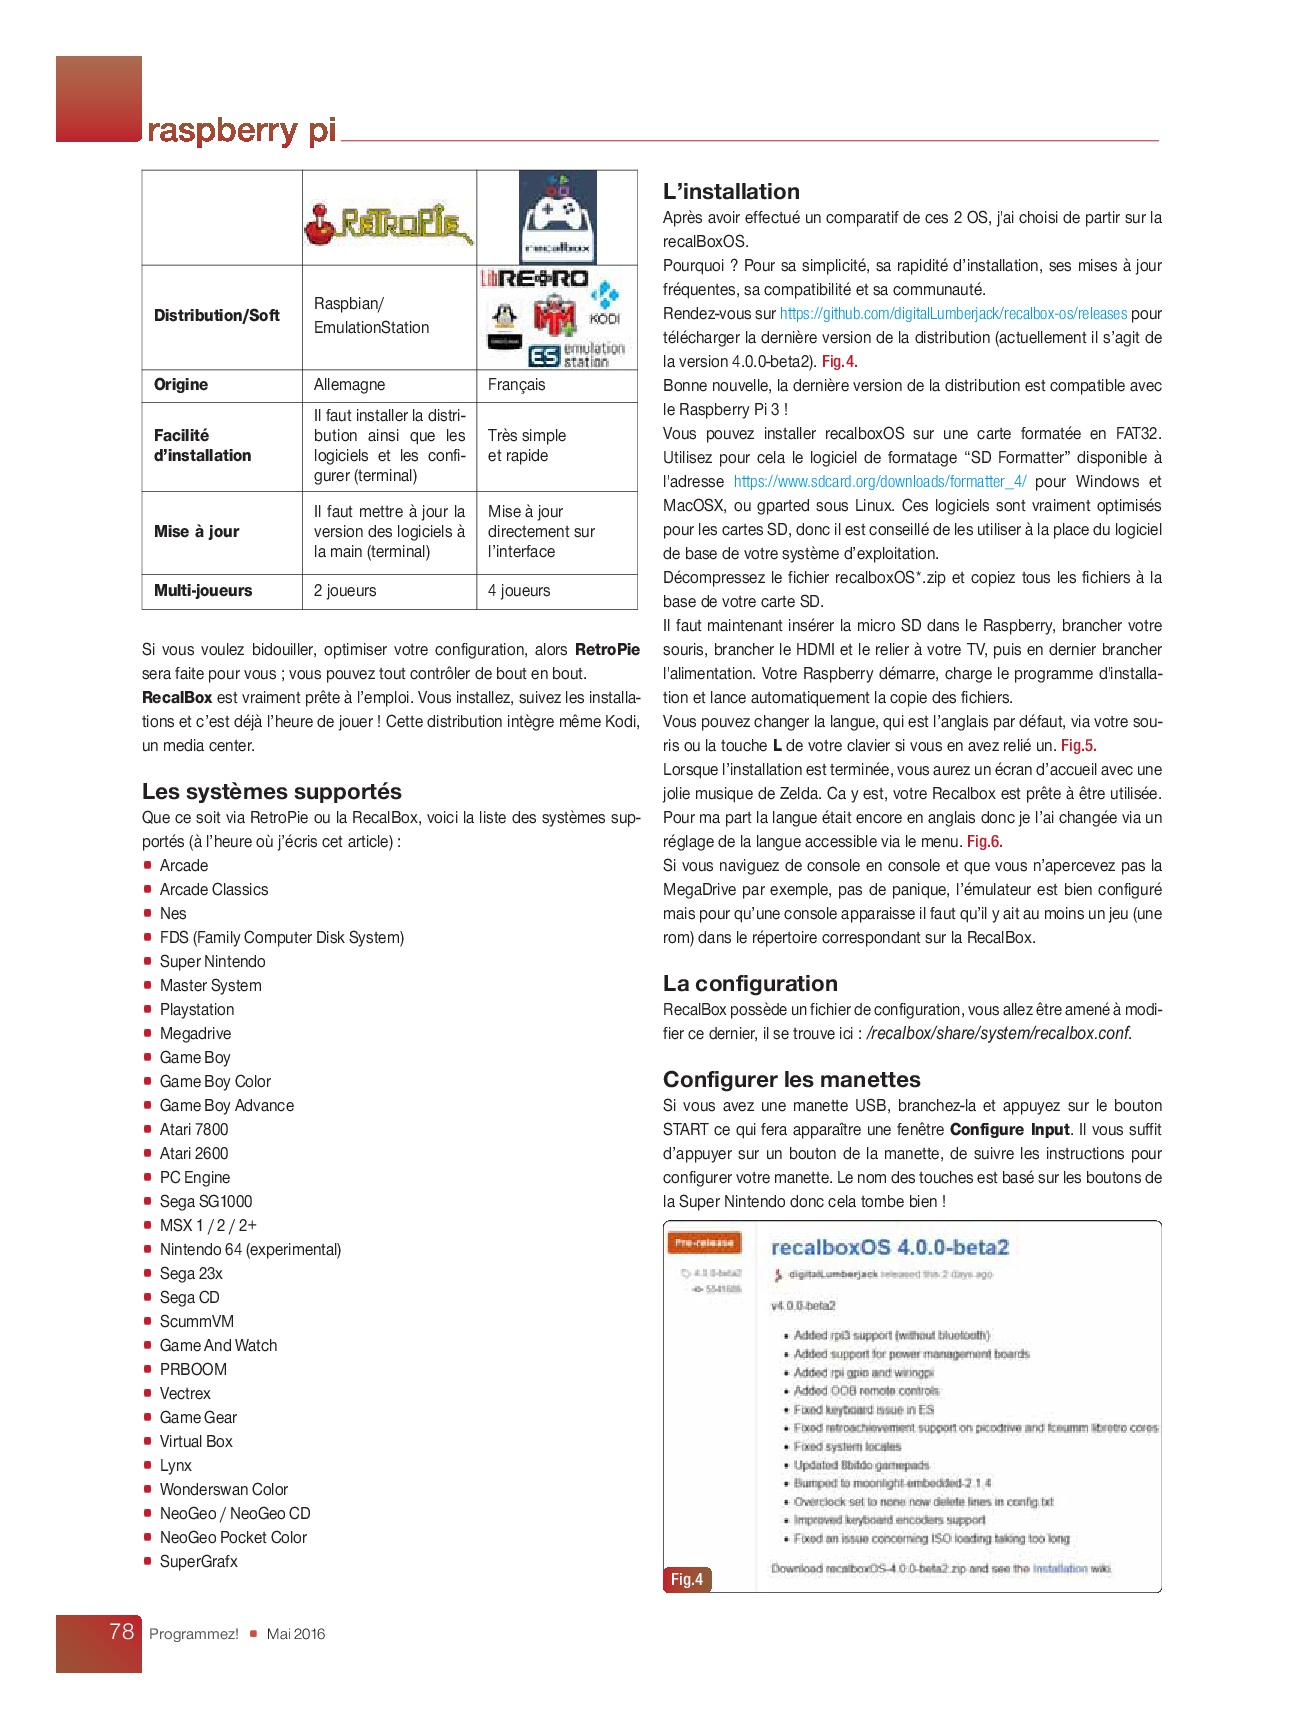 raspberry pi
RETROPIE
recalbox
Distribution/Soft
Raspbian/
EmulationStation
LibRETRO
KODI
ES emulation
station
Origine
Allemagne
Français
Facilité
d'installation
Il faut installer la distri-
bution ainsi que les
logiciels et les confi-
gurer (terminal)
Très simple
et rapide
Mise à jour
Il faut mettre à jour la
version des logiciels à
la main (terminal)
Mise à jour
directement sur
l'interface
Multi-joueurs
2 joueurs
4 joueurs
Si vous voulez bidouiller, optimiser votre configuration, alors RetroPie
sera faite pour vous ; vous pouvez tout contrôler de bout en bout.
RecalBox est vraiment prête à l'emploi. Vous installez, suivez les installa-
tions et c'est déjà l'heure de jouer ! Cette distribution intègre même Kodi,
un media center.
Les systèmes supportés
Que ce soit via RetroPie ou la RecalBox, voici la liste des systèmes sup-
portés (à l'heure où j'écris cet article) :
• Arcade
• Arcade Classics
• Nes
• FDS (Family Computer Disk System)
• Super Nintendo
• Master System
• Playstation
• Megadrive
• Game Boy
• Game Boy Color
• Game Boy Advance
• Atari 7800
• Atari 2600
• PC Engine
• Sega SG1000
• MSX 1 / 2 / 2+
• Nintendo 64 (experimental)
• Sega 23x
• Sega CD
• ScummVM
• Game And Watch
• PRBOOM
• Vectrex
• Game Gear
• Virtual Box
• Lynx
• Wonderswan Color
• NeoGeo / NeoGeo CD
• NeoGeo Pocket Color
• SuperGrafx
L'installation
Après avoir effectué un comparatif de ces 2 OS, j'ai choisi de partir sur la
recalBoxOS.
Pourquoi ? Pour sa simplicité, sa rapidité d'installation, ses mises à jour
fréquentes, sa compatibilité et sa communauté.
Rendez-vous sur https://github.com/digitalLumberjack/recalbox-os/releases pour
télécharger la dernière version de la distribution (actuellement il s'agit de
la version 4.0.0-beta2). Fig.4.
Bonne nouvelle, la dernière version de la distribution est compatible avec
le Raspberry Pi 3 !
Vous pouvez installer recalboxOS sur une carte formatée en FAT32.
Utilisez pour cela le logiciel de formatage “SD Formatter” disponible à
l'adresse https://www.sdcard.org/downloads/formatter_4/ pour Windows et
MacOSX, ou gparted sous Linux. Ces logiciels sont vraiment optimisés
pour les cartes SD, donc il est conseillé de les utiliser à la place du logiciel
de base de votre système d'exploitation.
Décompressez le fichier recalboxOS*.zip et copiez tous les fichiers à la
base de votre carte SD.
Il faut maintenant insérer la micro SD dans le Raspberry, brancher votre
souris, brancher le HDMI et le relier à votre TV, puis en dernier brancher
l'alimentation. Votre Raspberry démarre, charge le programme d'installa-
tion et lance automatiquement la copie des fichiers.
Vous pouvez changer la langue, qui est l'anglais par défaut, via votre sou-
ris ou la touche L de votre clavier si vous en avez relié un. Fig.5.
Lorsque l'installation est terminée, vous aurez un écran d'accueil avec une
jolie musique de Zelda. Ca y est, votre Recalbox est prête à être utilisée.
Pour ma part la langue était encore en anglais donc je l'ai changée via un
réglage de la langue accessible via le menu. Fig.6.
Si vous naviguez de console en console et que vous n'apercevez pas la
MegaDrive par exemple, pas de panique, l'émulateur est bien configuré
mais pour qu'une console apparaisse il faut qu'il y ait au moins un jeu (une
rom) dans le répertoire correspondant sur la RecalBox.
La configuration
RecalBox possède un fichier de configuration, vous allez être amené à modi-
fier ce dernier, il se trouve ici : /recalbox/share/system/recalbox.conf.
Configurer les manettes
Si vous avez une manette USB, branchez-la et appuyez sur le bouton
START ce qui fera apparaître une fenêtre Configure Input. Il vous suffit
d'appuyer sur un bouton de la manette, de suivre les instructions pour
configurer votre manette. Le nom des touches est basé sur les boutons de
la Super Nintendo donc cela tombe bien !
Pre-release
4.0.0-beta2
5541686
recalboxOS 4.0.0-beta2
digitalLumberjack released this 2 days ago
v4.0.0-beta2
• Added rpi3 support (without bluetooth)
• Added support for power management boards
• Added rpi gpio and wiringpi
• Added OOB remote controls
• Fixed keyboard issue in ES
• Fixed retroachievement support on picodrive and fceumm libretro cores
• Fixed system locales
• Updated 8bitdo gamepads
• Bumped to moonlight-embedded-2.1.4
• Overclock set to none now delete lines in config.txt
• Improved keyboard encoders support
• Fixed an issue concerning ISO loading taking too long
Download recalboxOS-4.0.0-beta2.zip and see the Installation wiki.
Fig.4
78 Programmez! • Mai 2016